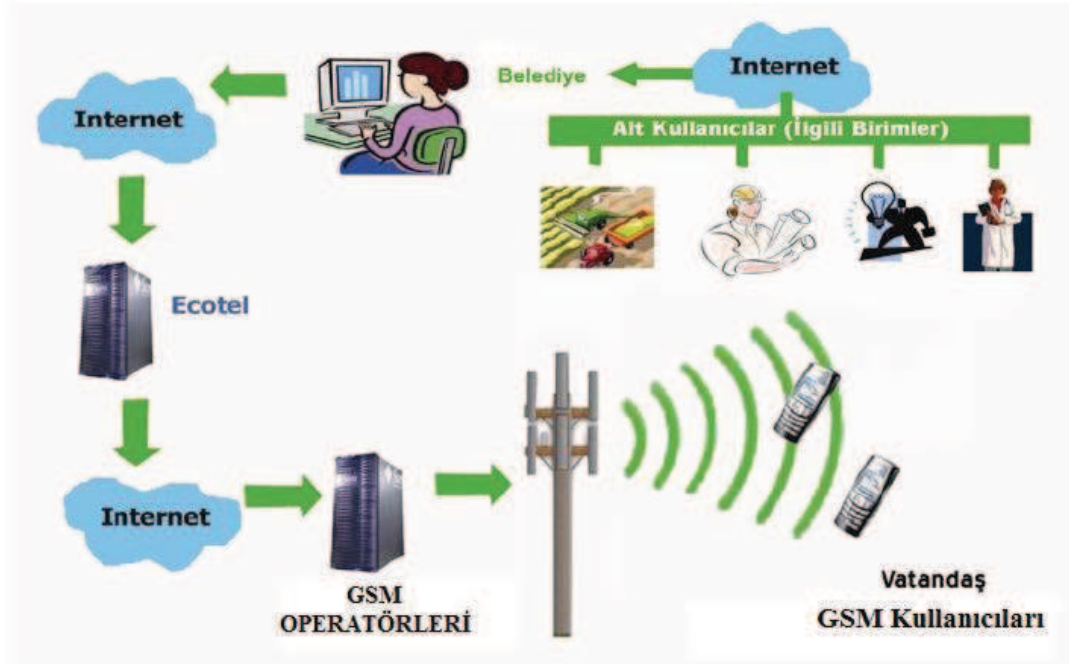 Internet
Belediye
Internet
Alt Kullanıcılar (İlgili Birimler)
Ecotel
Internet
GSM
OPERATÖRLERİ
Vatandaş
GSM Kullanıcıları